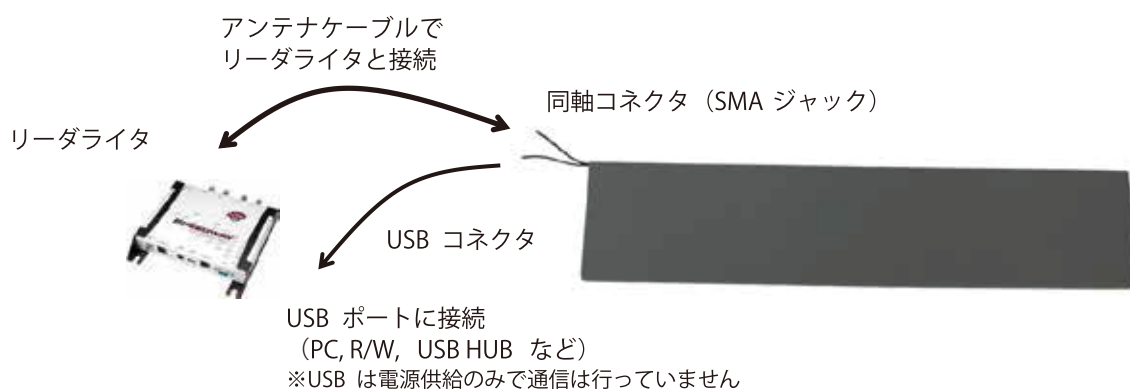 アンテナケーブルで
リーダライタと接続
同軸コネクタ（SMA ジャック）
リーダライタ
USB コネクタ
USB ポートに接続
（PC, R/W, USB HUB など）
※USB は電源供給のみで通信は行っていません